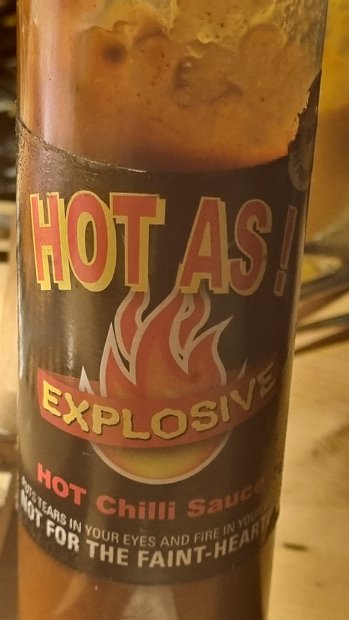 HOT AS!
EXPLOSIVE
HOT Chilli Sauce
TEARS IN YOUR EYES AND FIRE IN YOUR
NOT FOR THE FAINT-HEART